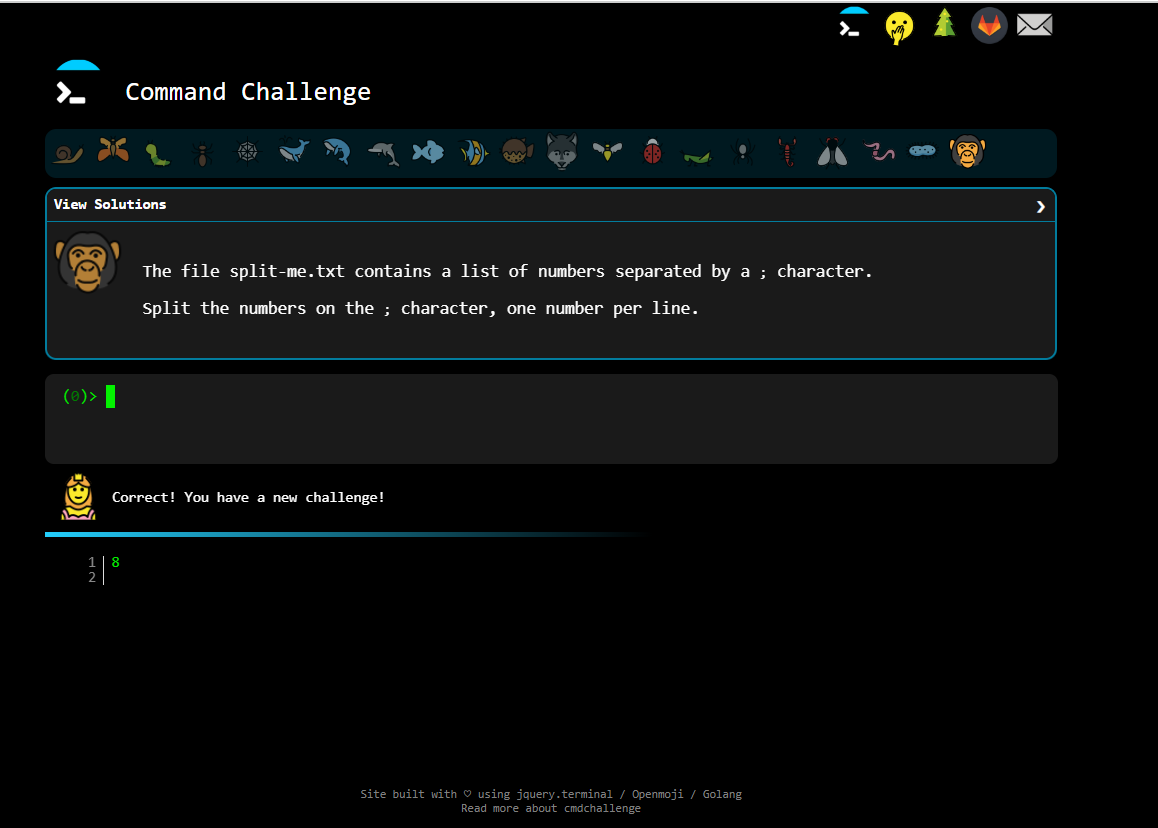 Command Challenge
View Solutions
The file split-me.txt contains a list of numbers separated by a ; character.
Split the numbers on the ; character, one number per line.
(0)>
Correct! You have a new challenge!
1 8
2
Site built with ♡ using jquery.terminal / Openmoji / Golang
Read more about cmdchallenge